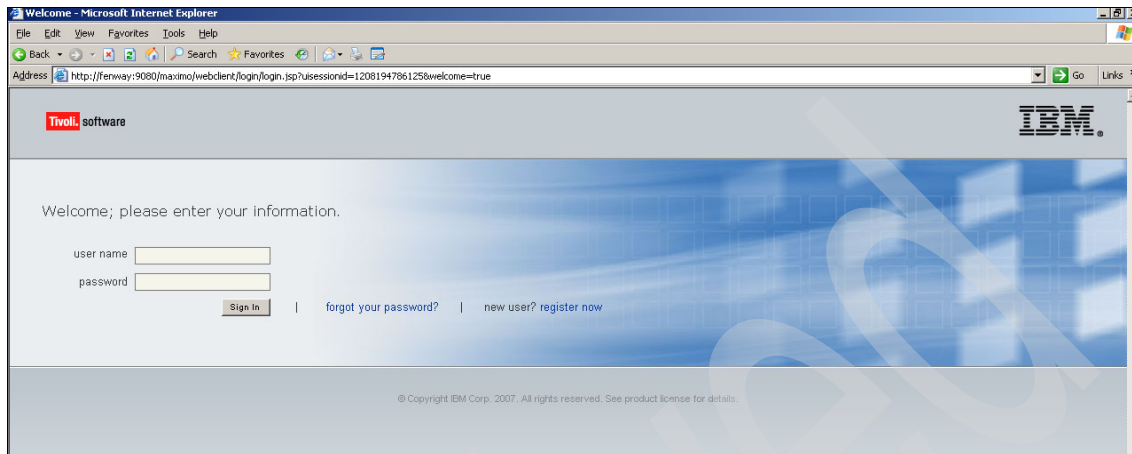 Welcome - Microsoft Internet Explorer
File Edit View Favorites Tools Help
Back Search Favorites
Address http://fenway:9080/maximo/webclient/login/login.jsp?uisessionid=1208194786125&welcome=true Go Links
Tivoli. software
IBM.
Welcome; please enter your information.
user name
password
Sign In | forgot your password? | new user? register now
© Copyright IBM Corp. 2007. All rights reserved. See product license for details.